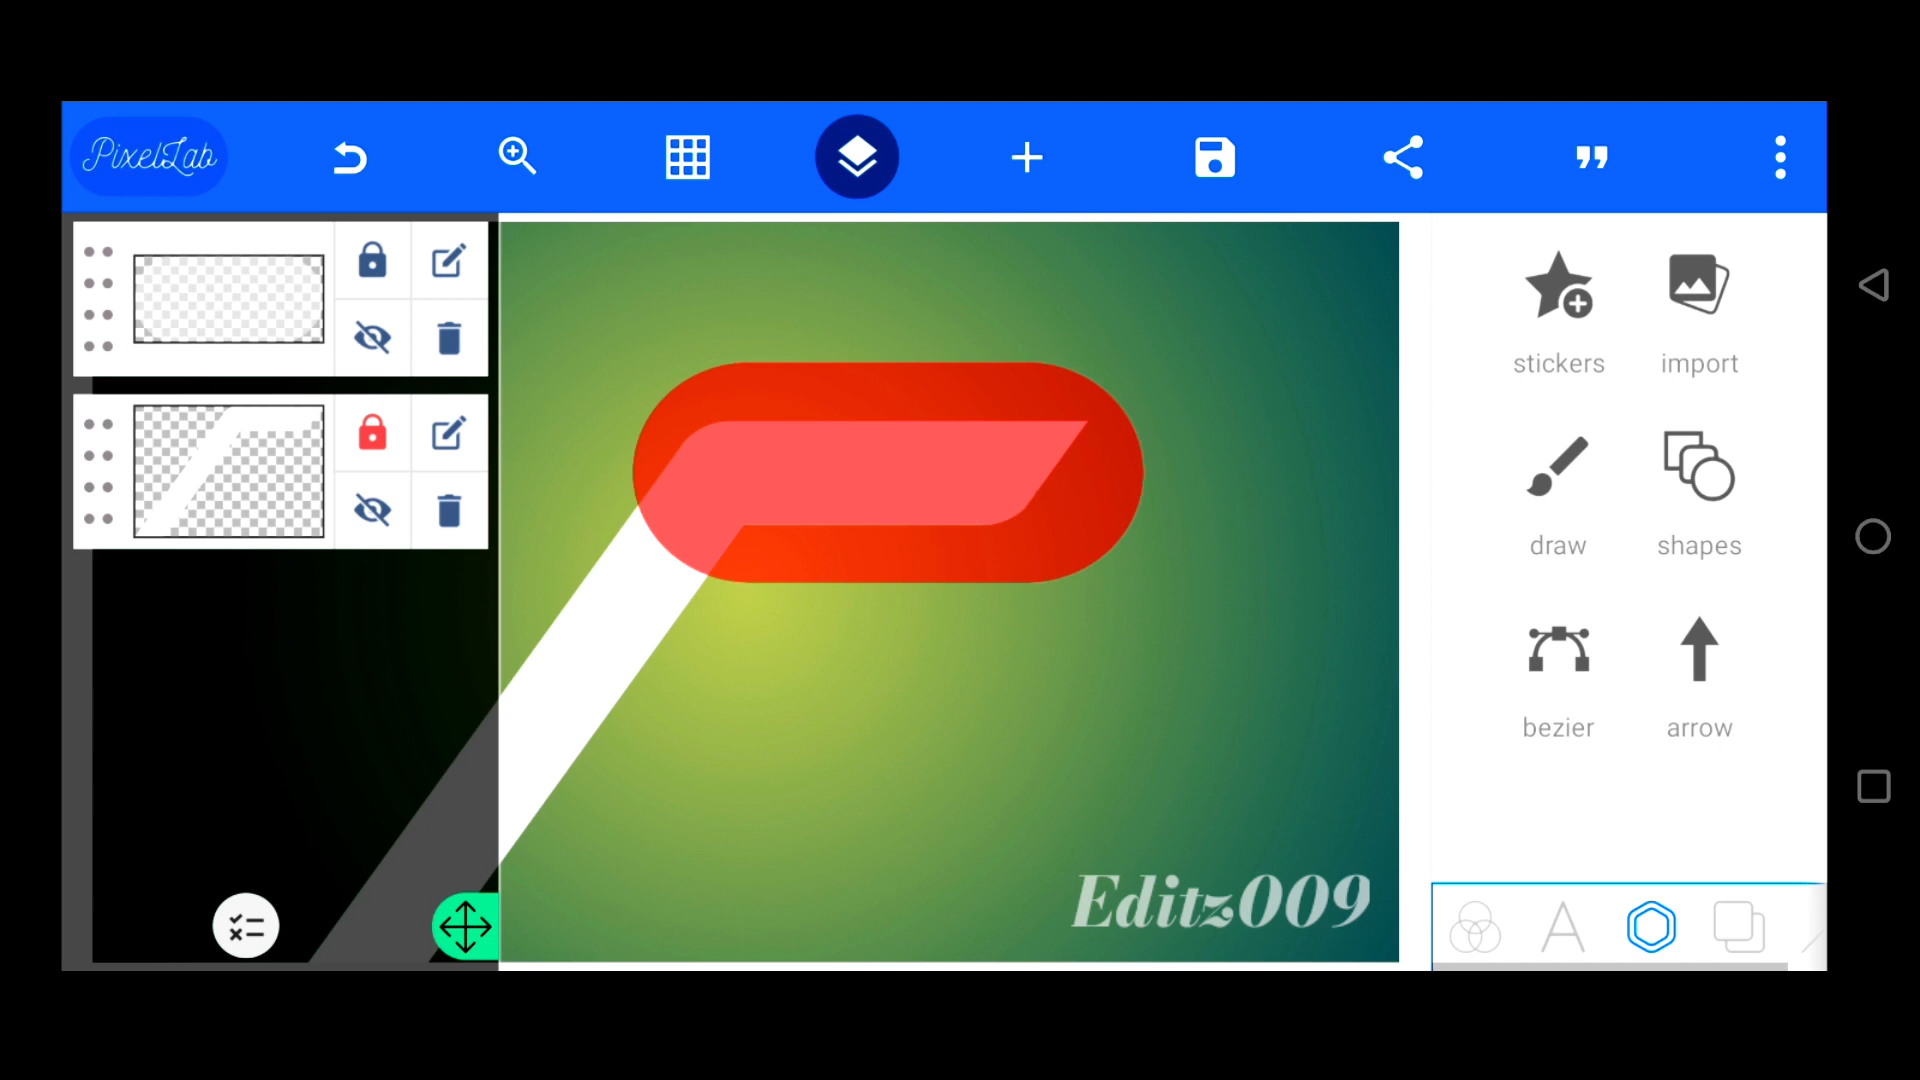 PixelLab
stickers
import
draw
shapes
bezier
arrow
Editz009